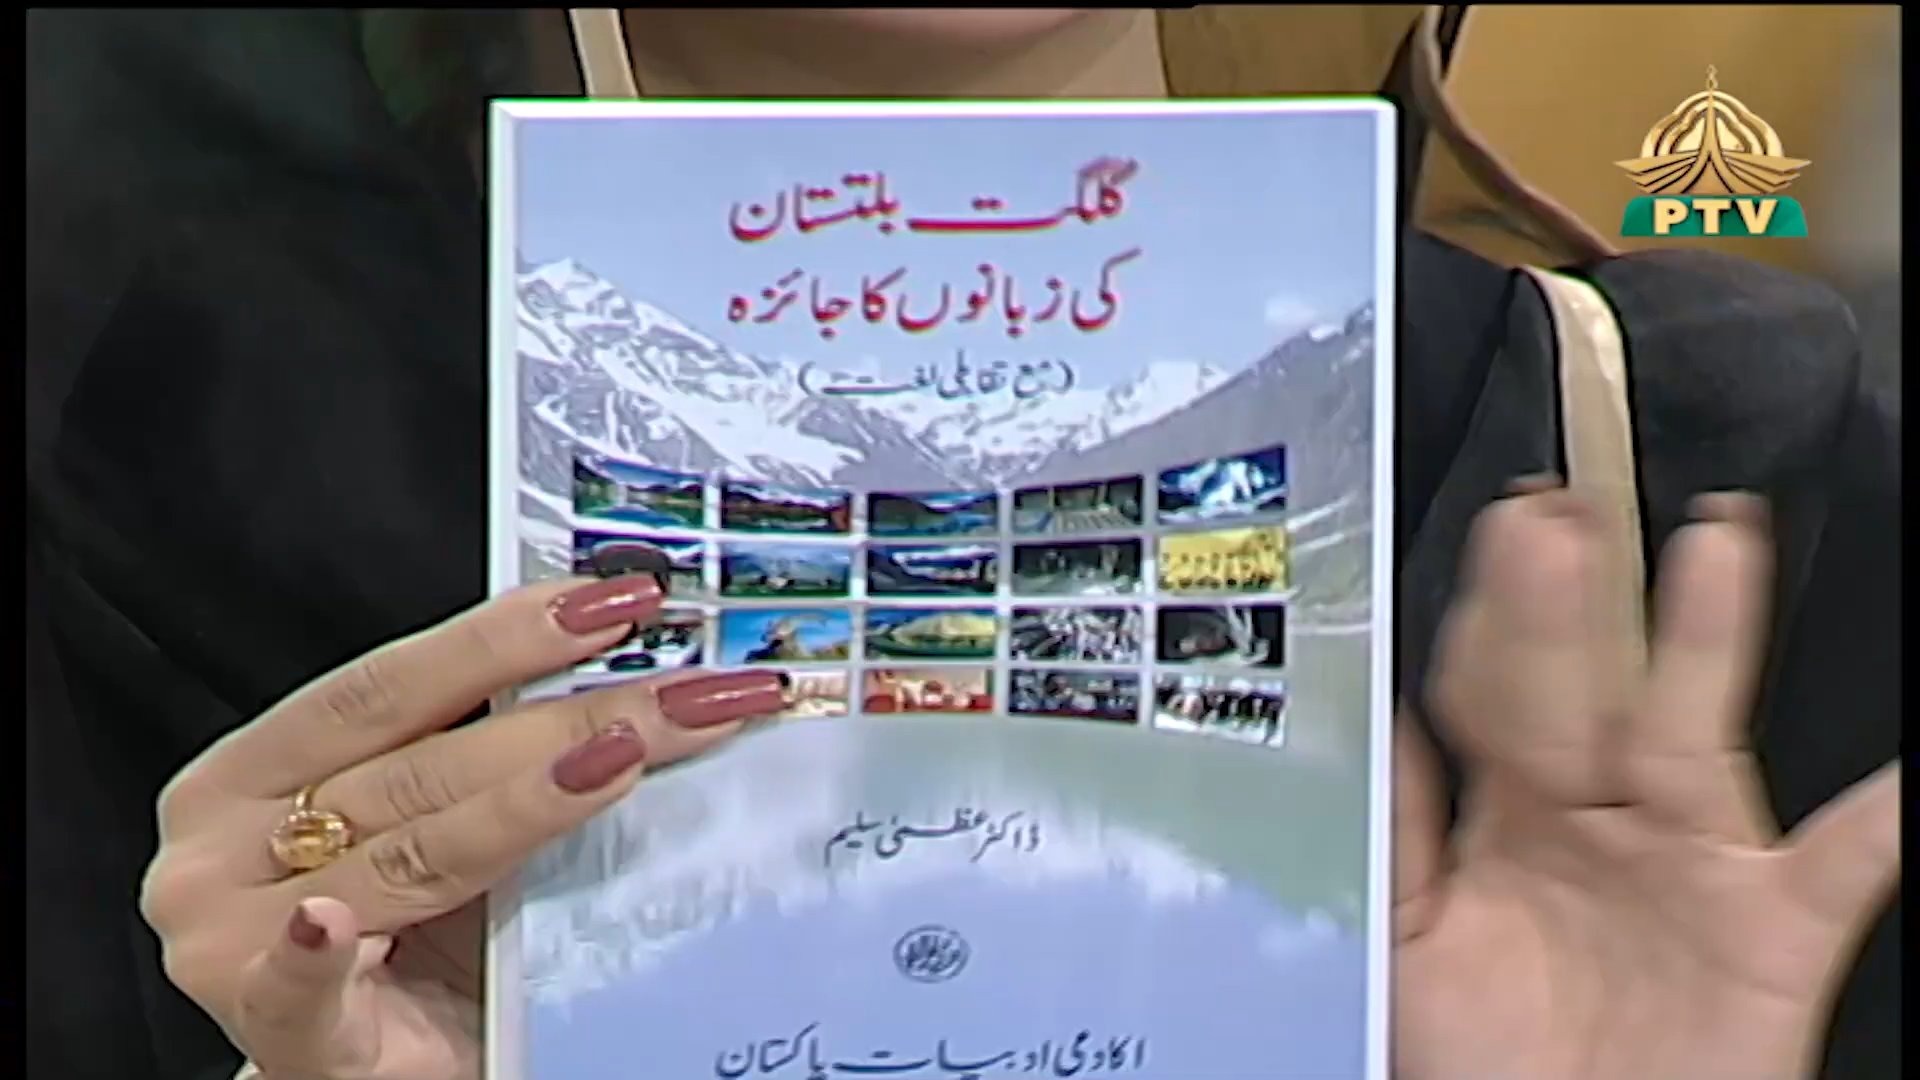 گلگت بلتستان
کی زبانوں کا جائزہ
(مع تقابلی لغت)
ڈاکٹر عظمیٰ سلیم
اکادمی ادبیات پاکستان
PTV